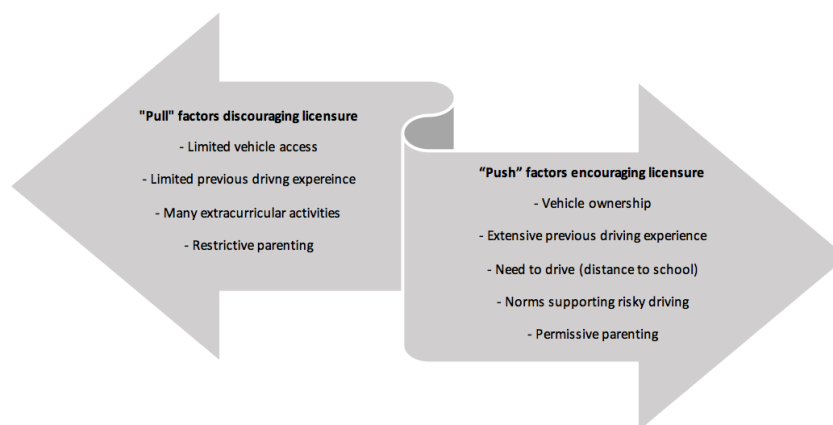 "Pull" factors discouraging licensure
- Limited vehicle access
- Limited previous drivng expereince
- Many extracurricular activities
- Restrictive parenting
“Push” factors encouraging licensure
- Vehicle ownership
- Extensive previous driving experience
- Need to drive (distance to school)
- Norms supporting risky driving
- Permissive parenting